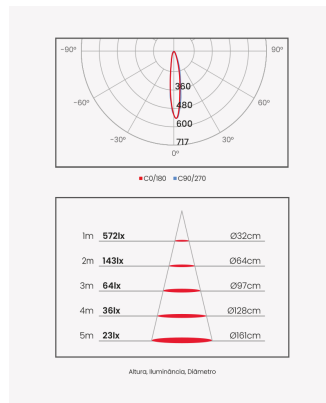 -90° 90°
-60° 60°
360
480
600
-30° 30°
717
0°
C0/180 C90/270
1m 572lx Ø32cm
2m 143lx Ø64cm
3m 64lx Ø97cm
4m 36lx Ø128cm
5m 23lx Ø161cm
Altura, Iluminância, Diâmetro